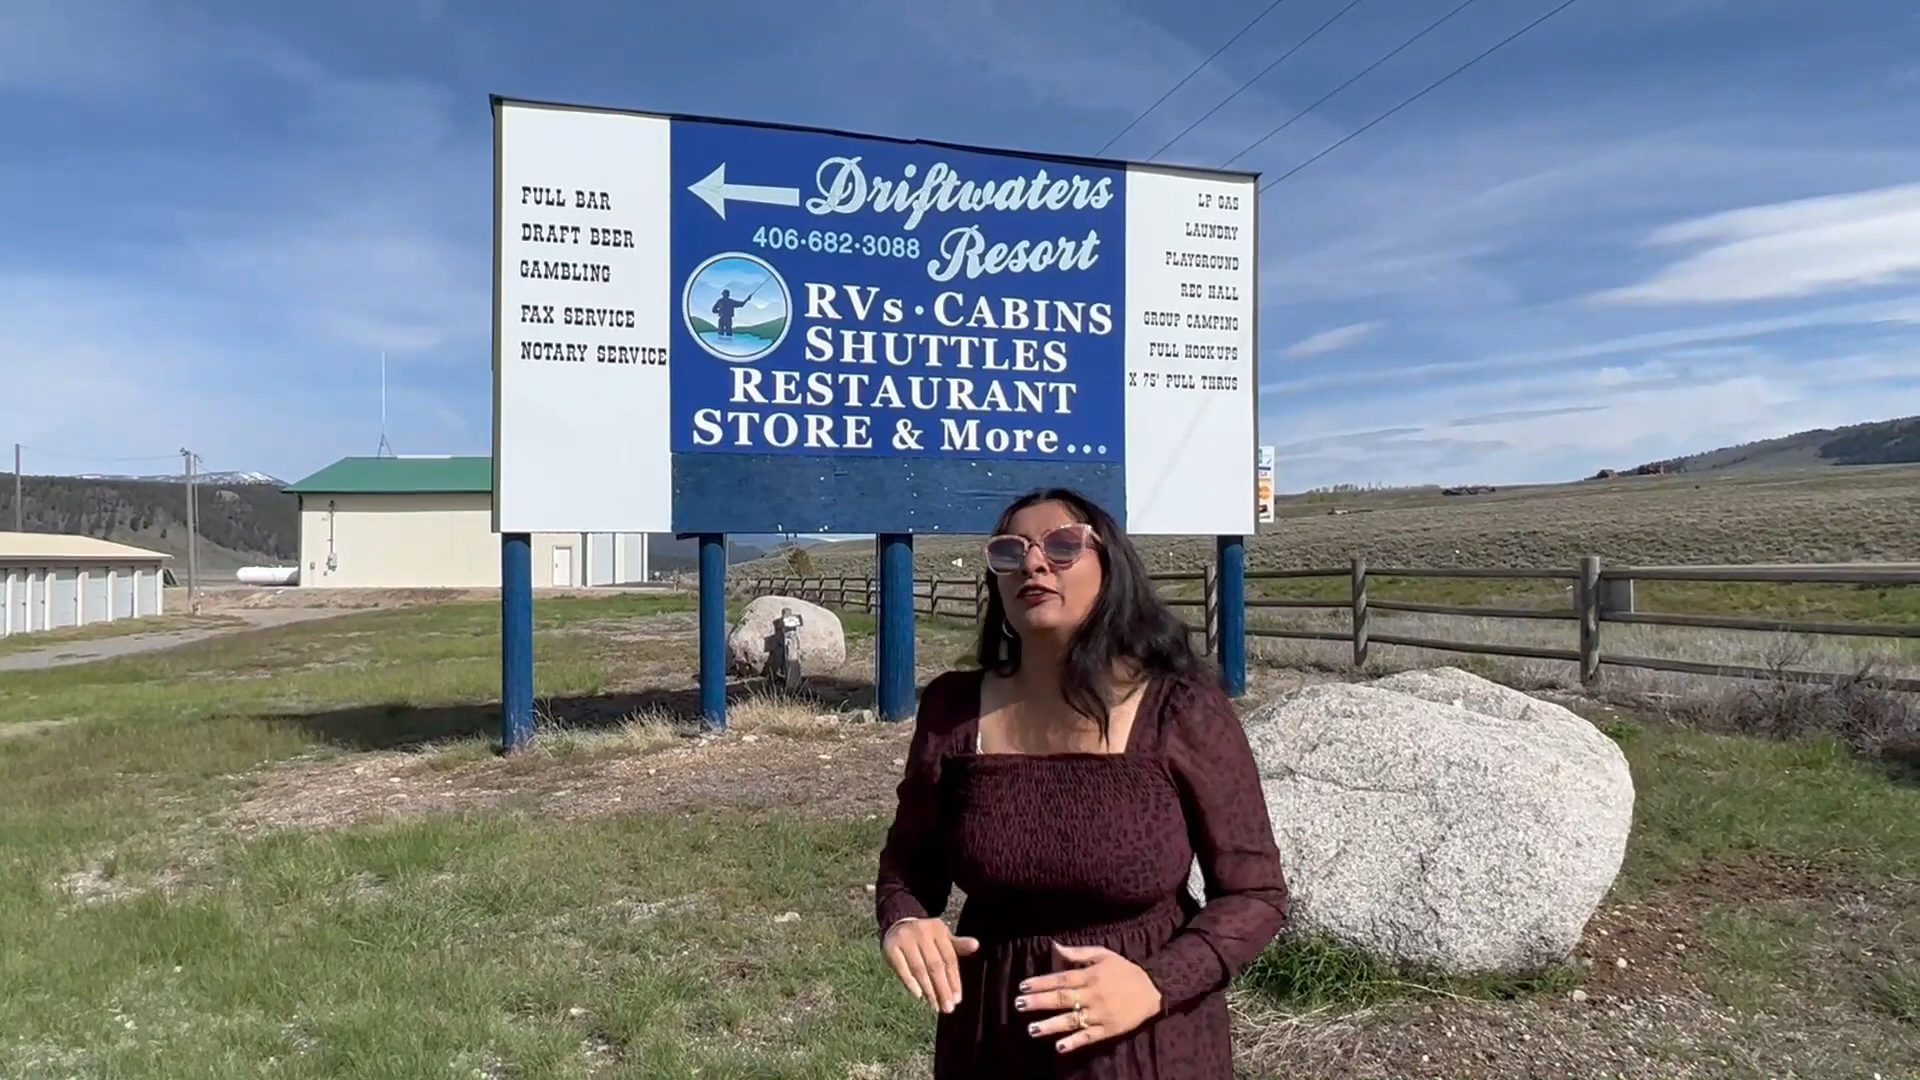 FULL BAR
DRAFT BEER
GAMBLING
FAX SERVICE
NOTARY SERVICE
Driftwaters
406·682·3088 Resort
RVs · CABINS
SHUTTLES
RESTAURANT
STORE & More...
LP GAS
LAUNDRY
PLAYGROUND
REC HALL
GROUP CAMPING
FULL HOOK-UPS
X 75' PULL THRUS